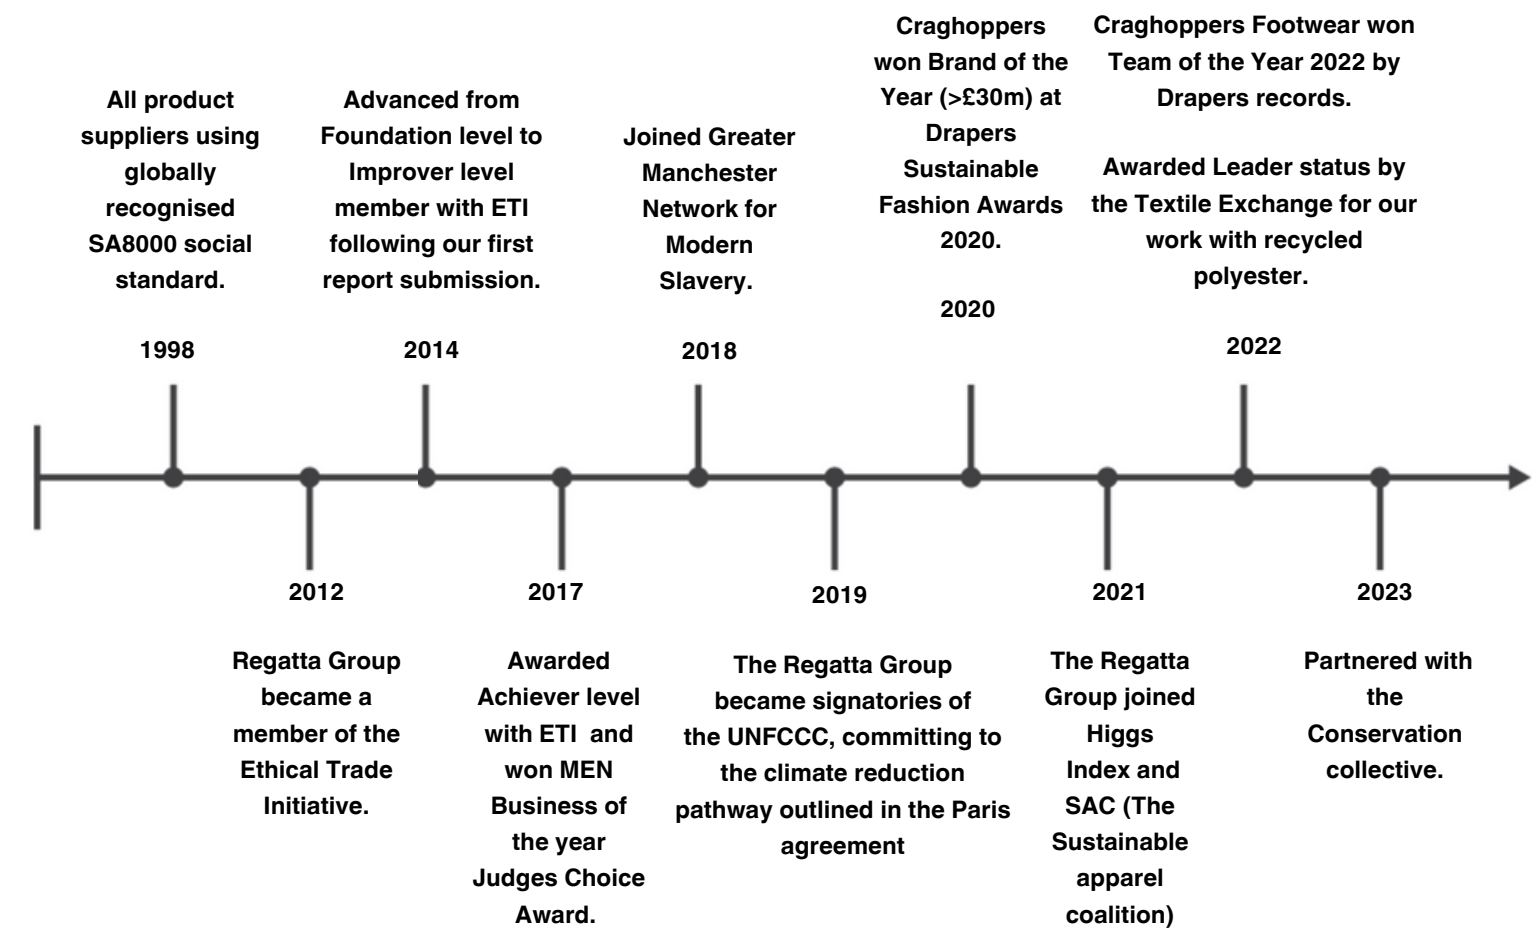 All product
suppliers using
globally
recognised
SA8000 social
standard.
1998
Regatta Group
became a
member of the
Ethical Trade
Initiative.
2012
Advanced from
Foundation level to
Improver level
member with ETI
following our first
report submission.
2014
2017
Awarded
Achiever level
with ETI  and
won MEN
Business of
the year
Judges Choice
Award.
Joined Greater
Manchester
Network for
Modern
Slavery.
2018
2019
The Regatta Group
became signatories of
the UNFCCC, committing to
the climate reduction
pathway outlined in the Paris
agreement
Craghoppers
won Brand of the
Year (>£30m) at
Drapers
Sustainable
Fashion Awards
2020.
2020
2021
The Regatta
Group joined
Higgs
Index and
SAC (The
Sustainable
apparel
coalition)
Craghoppers Footwear won
Team of the Year 2022 by
Drapers records.
Awarded Leader status by
the Textile Exchange for our
work with recycled
polyester.
2022
2023
Partnered with
the
Conservation
collective.